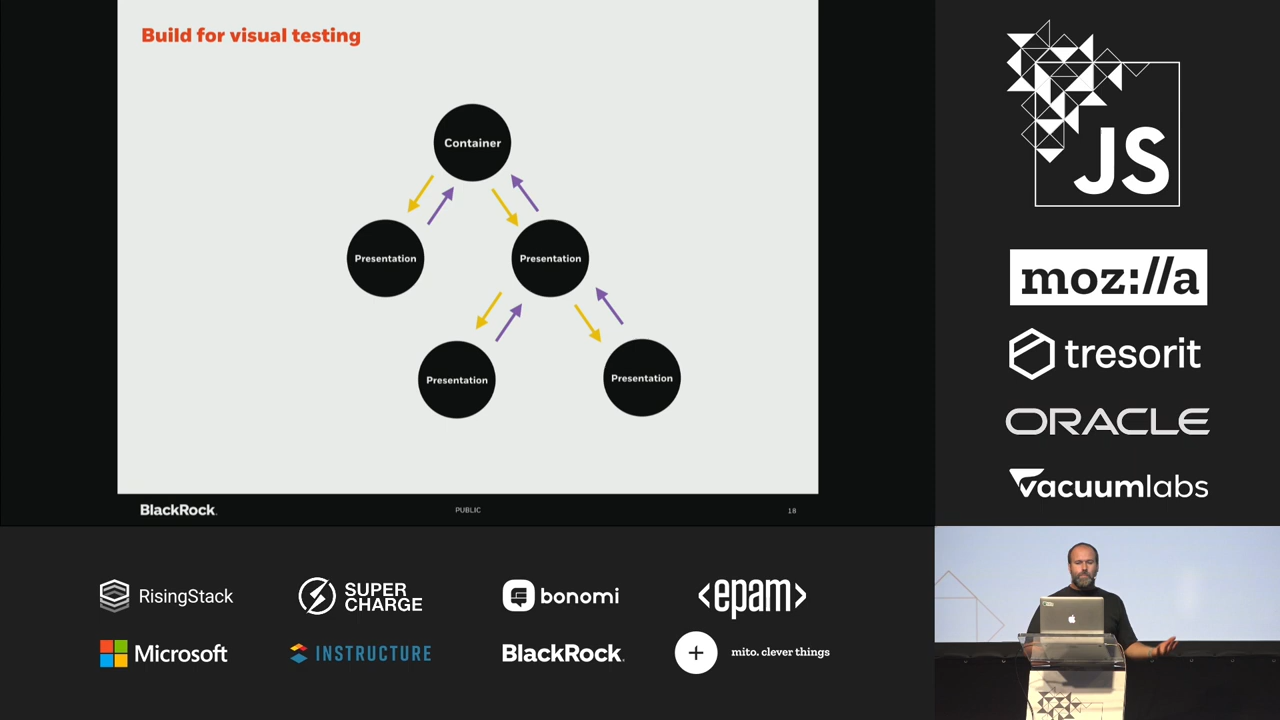 Build for visual testing
Container
Presentation
Presentation
Presentation
Presentation
BlackRock.
PUBLIC
18
JS
moz://a
tresorit
ORACLE
vacuumlabs
RisingStack
SUPER
CHARGE
bonomi
<epam>
Microsoft
INSTRUCTURE
BlackRock.
+
mito. clever things